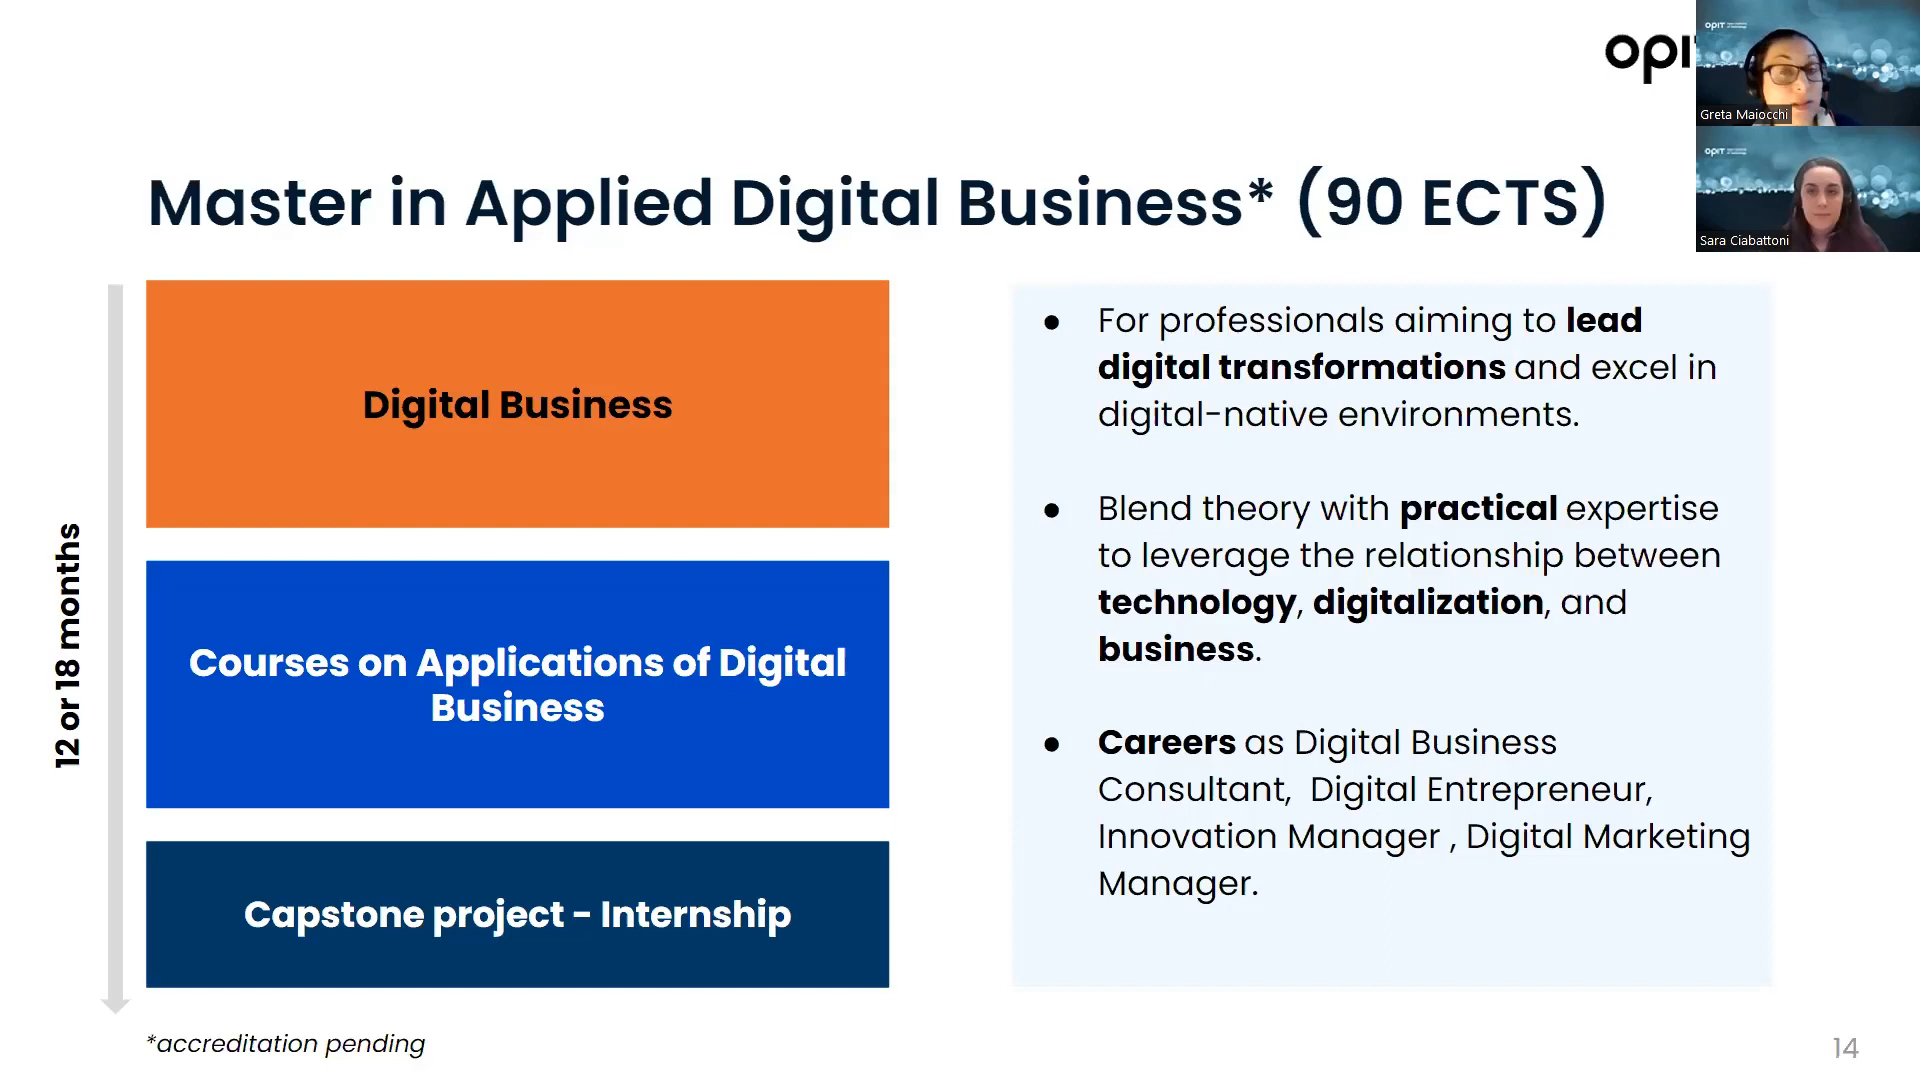 opi
Greta Maiocchi
Sara Ciabattoni
opit
opit
Master in Applied Digital Business* (90 ECTS)
12 or 18 months
Digital Business
Courses on Applications of Digital
Business
Capstone project - Internship
● For professionals aiming to lead
digital transformations and excel in
digital-native environments.
● Blend theory with practical expertise
to leverage the relationship between
technology, digitalization, and
business.
● Careers as Digital Business
Consultant,  Digital Entrepreneur,
Innovation Manager , Digital Marketing
Manager.
*accreditation pending
14